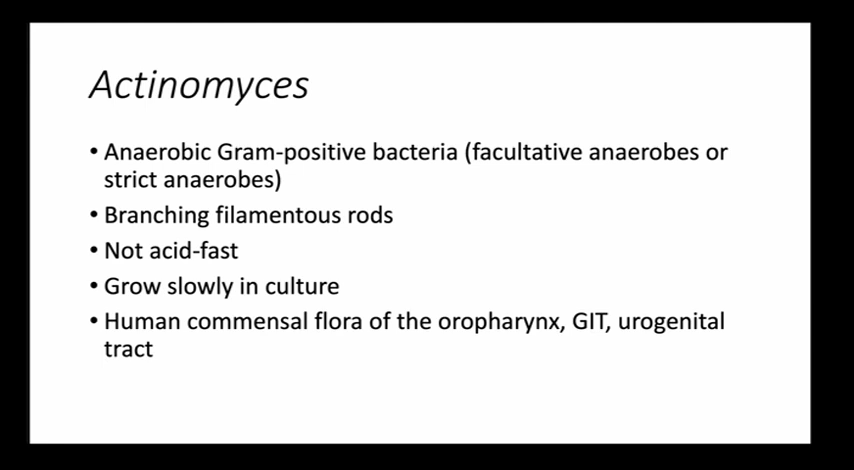 Actinomyces
• Anaerobic Gram-positive bacteria (facultative anaerobes or
strict anaerobes)
• Branching filamentous rods
• Not acid-fast
• Grow slowly in culture
• Human commensal flora of the oropharynx, GIT, urogenital
tract